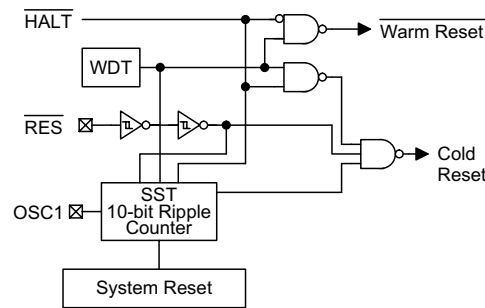 HALT
Warm Reset
WDT
RES
Cold
Reset
SST
10-bit Ripple
Counter
OSC1
System Reset